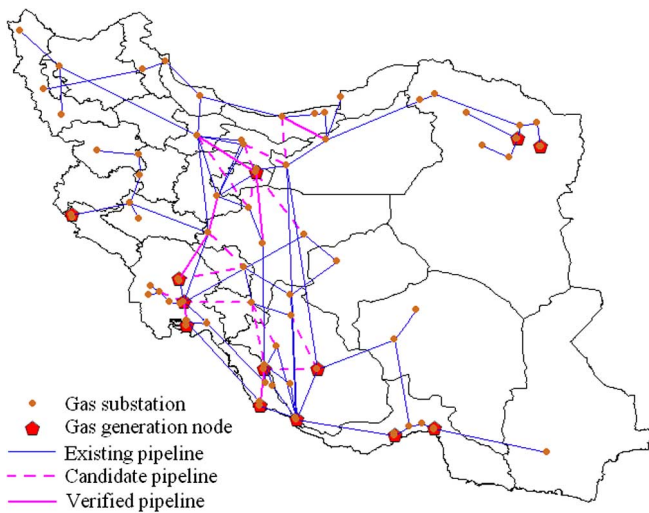 Gas substation
Gas generation node
Existing pipeline
Candidate pipeline
Verified pipeline